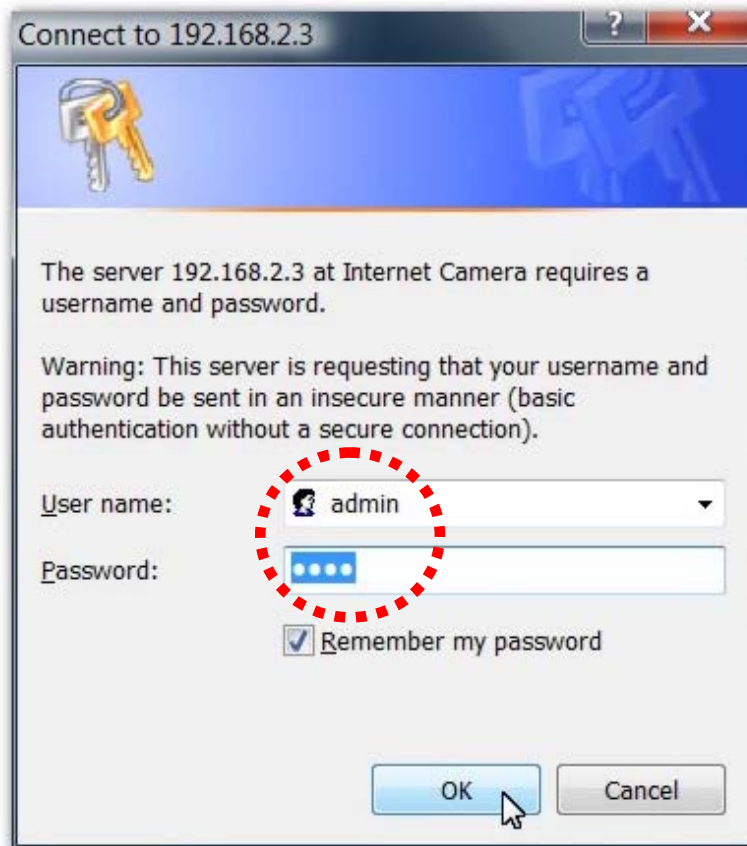 Connect to 192.168.2.3
?
The server 192.168.2.3 at Internet Camera requires a
username and password.
Warning: This server is requesting that your username and
password be sent in an insecure manner (basic
authentication without a secure connection).
User name: admin
Password: ••••
Remember my password
OK Cancel